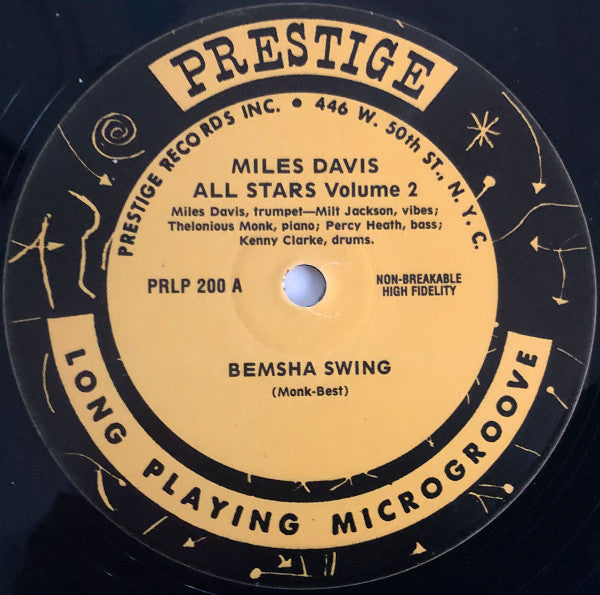 PRESTIGE
PRESTIGE RECORDS INC. • 446 W. 50th ST., N.Y.C.
MILES DAVIS
ALL STARS Volume 2
Miles Davis, trumpet—Milt Jackson, vibes;
Thelonious Monk, piano; Percy Heath, bass;
Kenny Clarke, drums.
PRLP 200 A
NON-BREAKABLE
HIGH FIDELITY
BEMSHA SWING
(Monk-Best)
LONG PLAYING MICROGROOVE